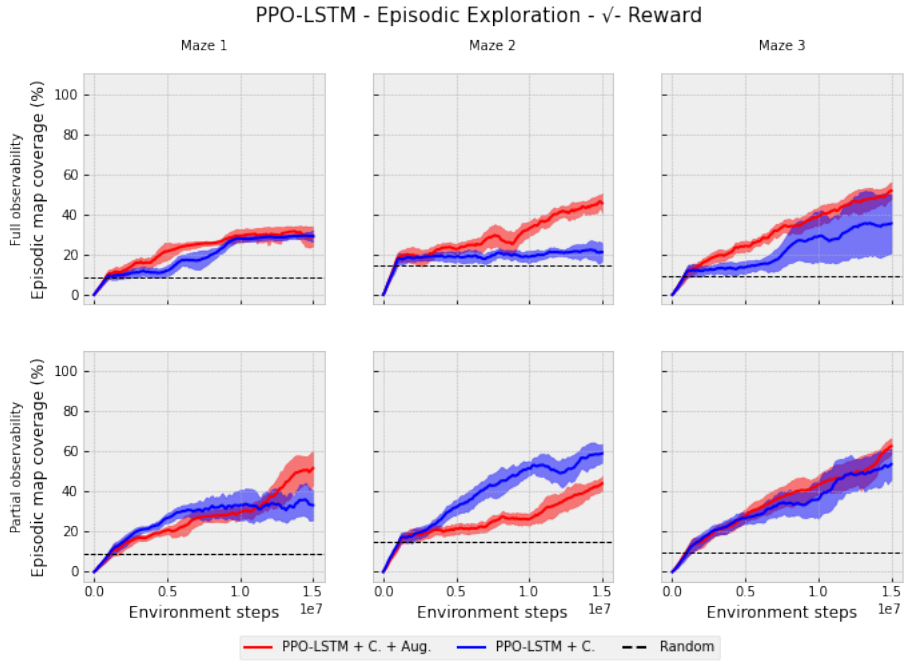 PPO-LSTM - Episodic Exploration - √- Reward
Maze 1
Maze 2
Maze 3
Full observability
Episodic map coverage (%)
100
80
60
40
20
0
Partial observability
Episodic map coverage (%)
100
80
60
40
20
0
0.0 0.5 1.0 1.5
1e7
Environment steps
0.0 0.5 1.0 1.5
1e7
Environment steps
0.0 0.5 1.0 1.5
1e7
Environment steps
PPO-LSTM + C. + Aug. PPO-LSTM + C. Random